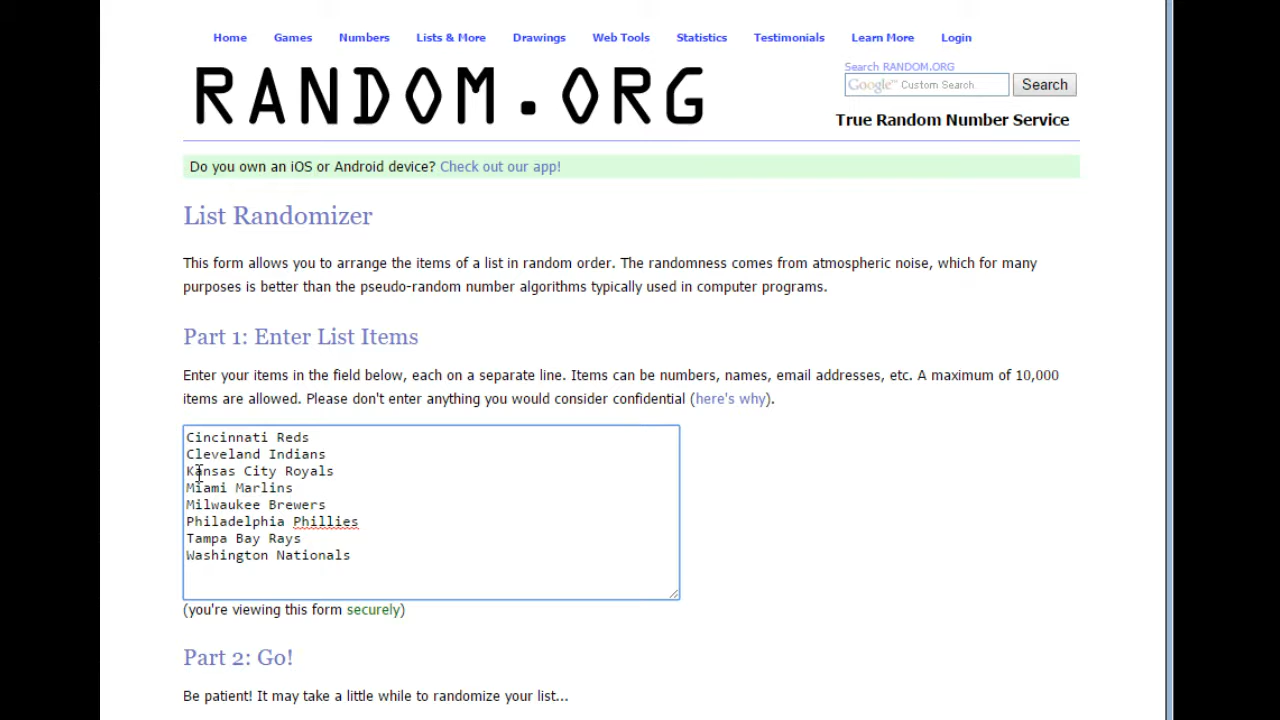 Home Games Numbers Lists & More Drawings Web Tools Statistics Testimonials Learn More Login
Search RANDOM.ORG
RANDOM.ORG
Google™ Custom Search Search
True Random Number Service
Do you own an iOS or Android device? Check out our app!
List Randomizer
This form allows you to arrange the items of a list in random order. The randomness comes from atmospheric noise, which for many
purposes is better than the pseudo-random number algorithms typically used in computer programs.
Part 1: Enter List Items
Enter your items in the field below, each on a separate line. Items can be numbers, names, email addresses, etc. A maximum of 10,000
items are allowed. Please don't enter anything you would consider confidential (here's why).
Cincinnati Reds
Cleveland Indians
Kansas City Royals
Miami Marlins
Milwaukee Brewers
Philadelphia Phillies
Tampa Bay Rays
Washington Nationals
(you're viewing this form securely)
Part 2: Go!
Be patient! It may take a little while to randomize your list...